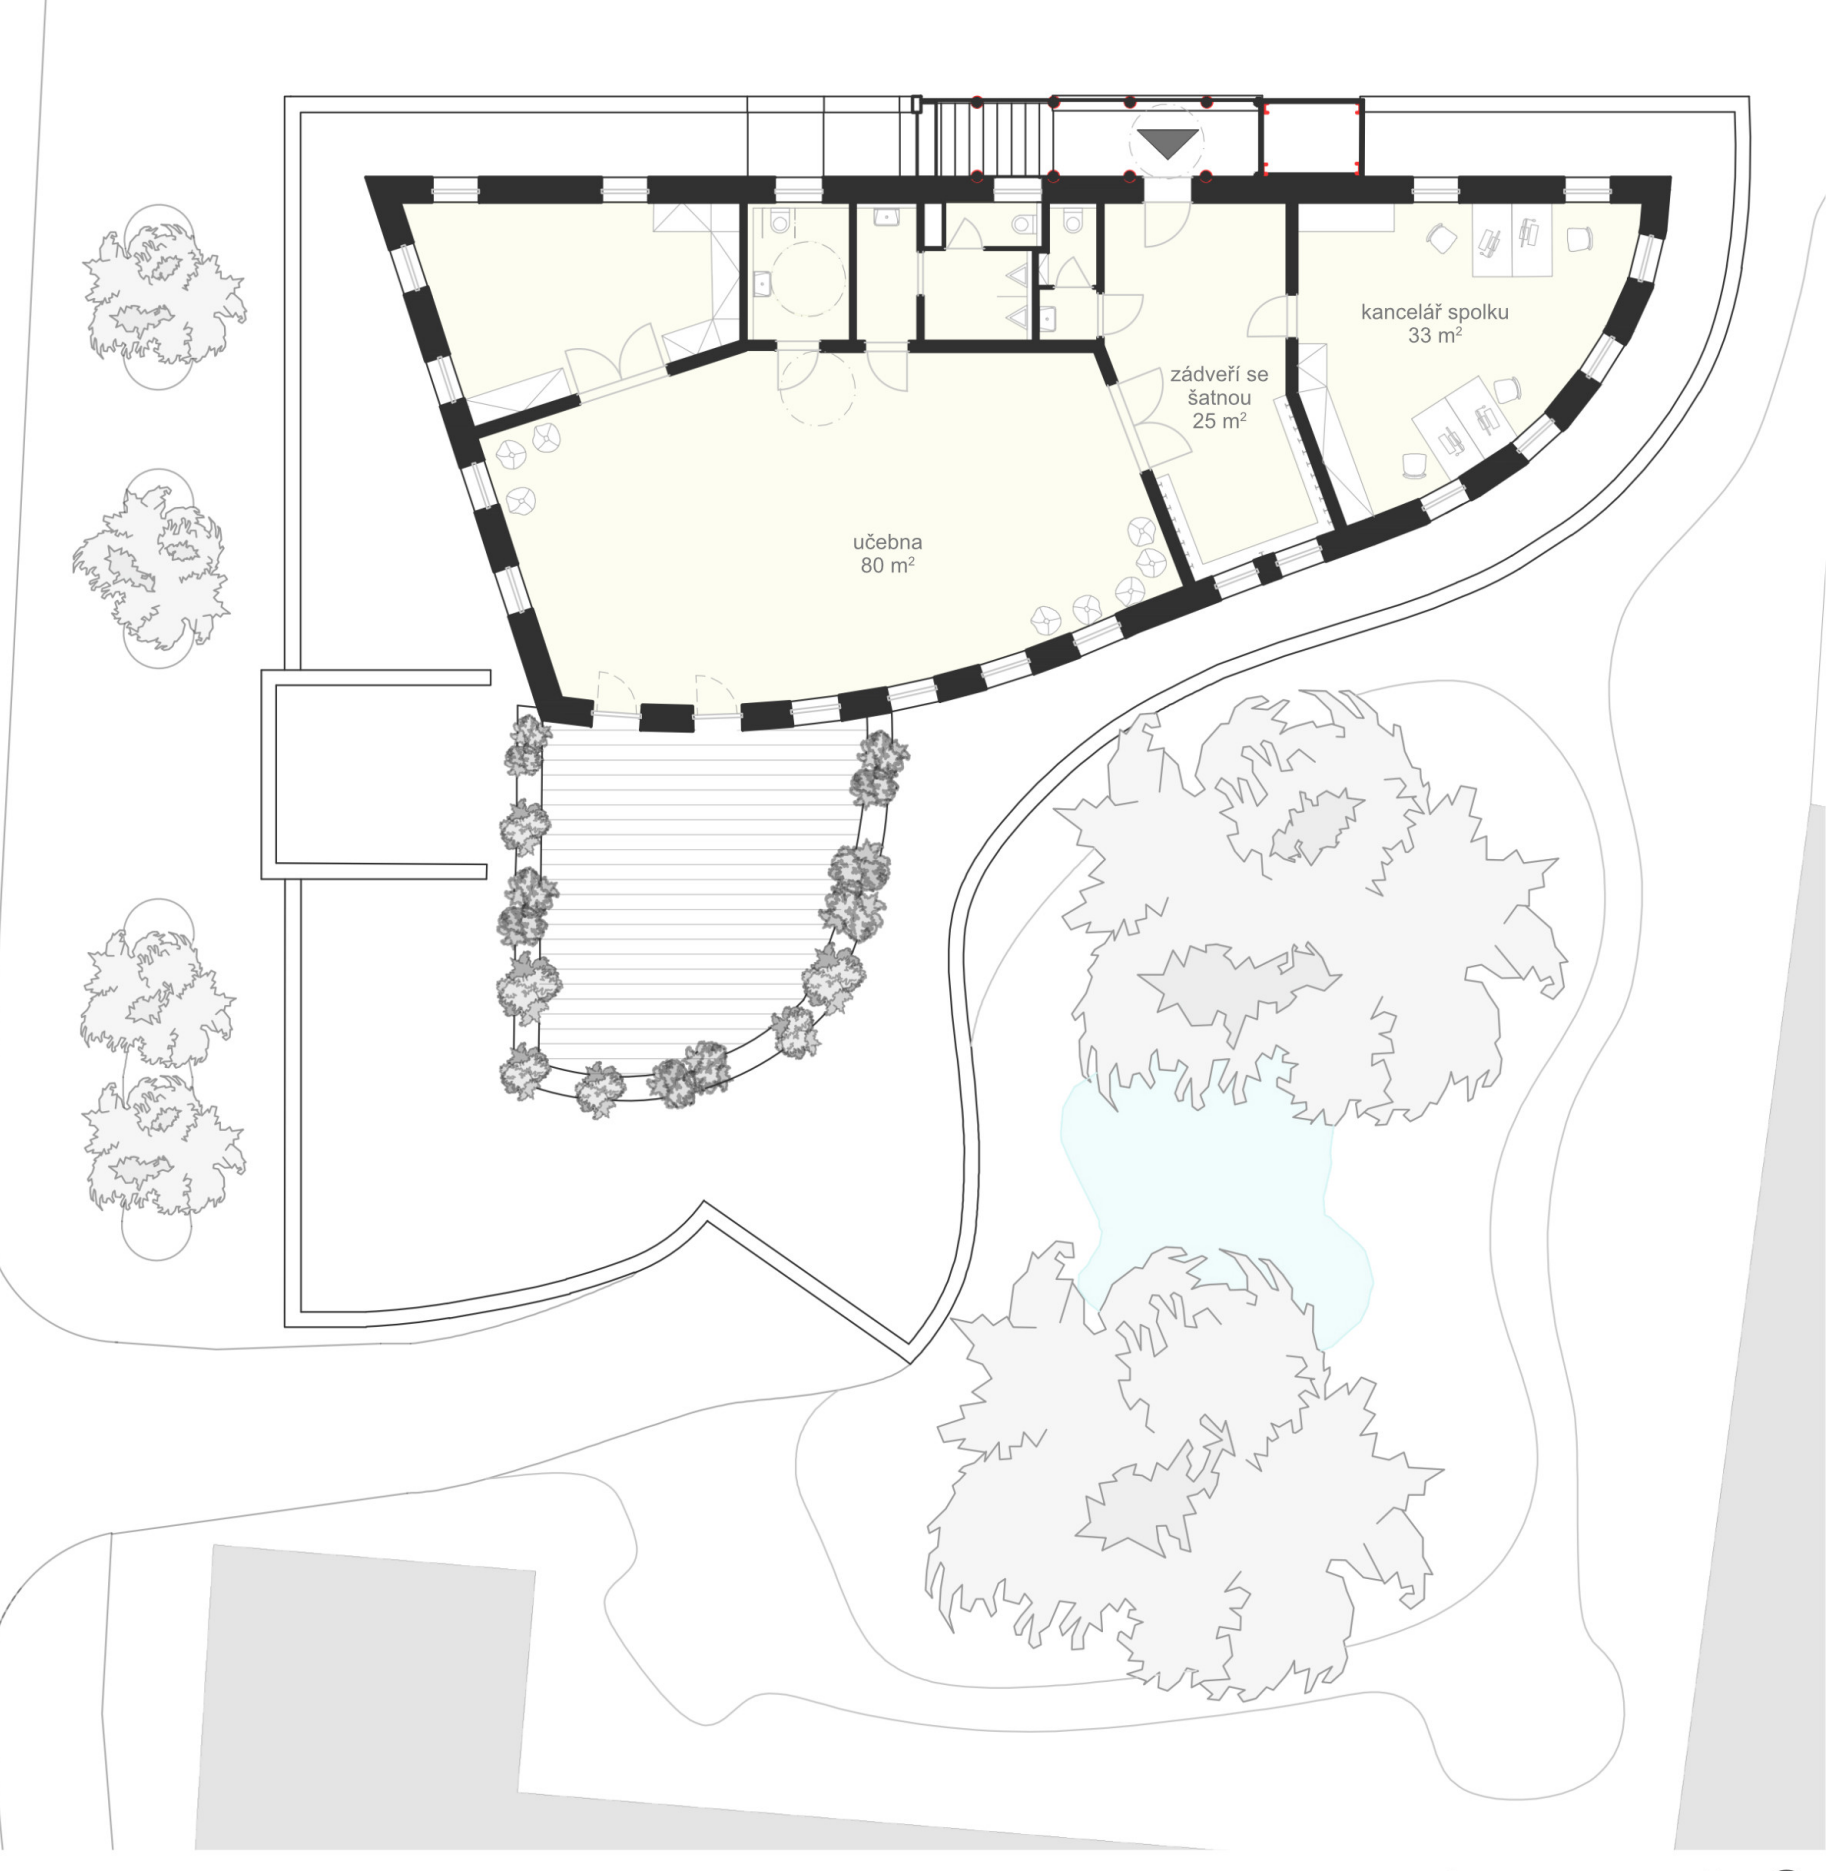 kancelář spolku
33 m²
zádveří se
šatnou
25 m²
učebna
80 m²